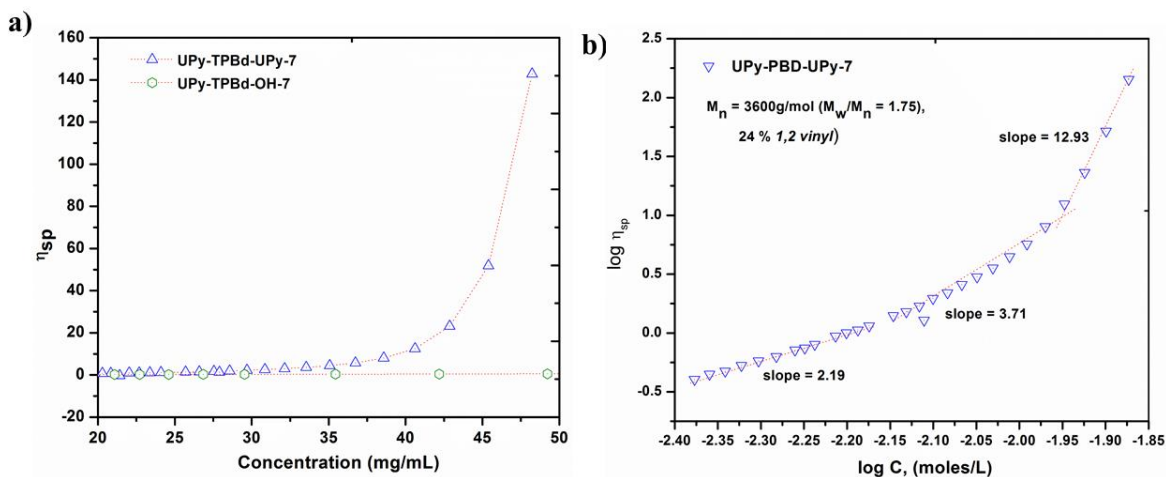 a)
160
140
120
100
80
60
40
20
0
-20
ηsp
20 25 30 35 40 45 50
Concentration (mg/mL)
UPy-TPBd-UPy-7
UPy-TPBd-OH-7
b)
2.5
2.0
1.5
1.0
0.5
0.0
-0.5
log ηsp
-2.40 -2.35 -2.30 -2.25 -2.20 -2.15 -2.10 -2.05 -2.00 -1.95 -1.90 -1.85
log C, (moles/L)
UPy-PBD-UPy-7
Mn = 3600g/mol (Mw/Mn = 1.75),
24 % 1,2 vinyl)
slope = 12.93
slope = 3.71
slope = 2.19